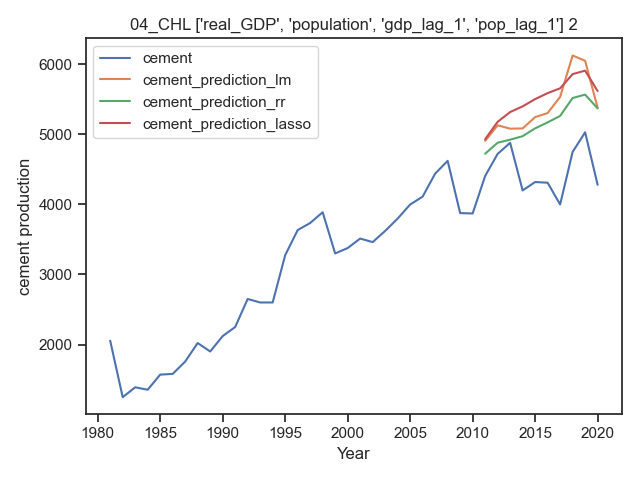 04_CHL ['real_GDP', 'population', 'gdp_lag_1', 'pop_lag_1'] 2
cement
cement_prediction_lm
cement_prediction_rr
cement_prediction_lasso
cement production
6000
5000
4000
3000
2000
1980 1985 1990 1995 2000 2005 2010 2015 2020
Year